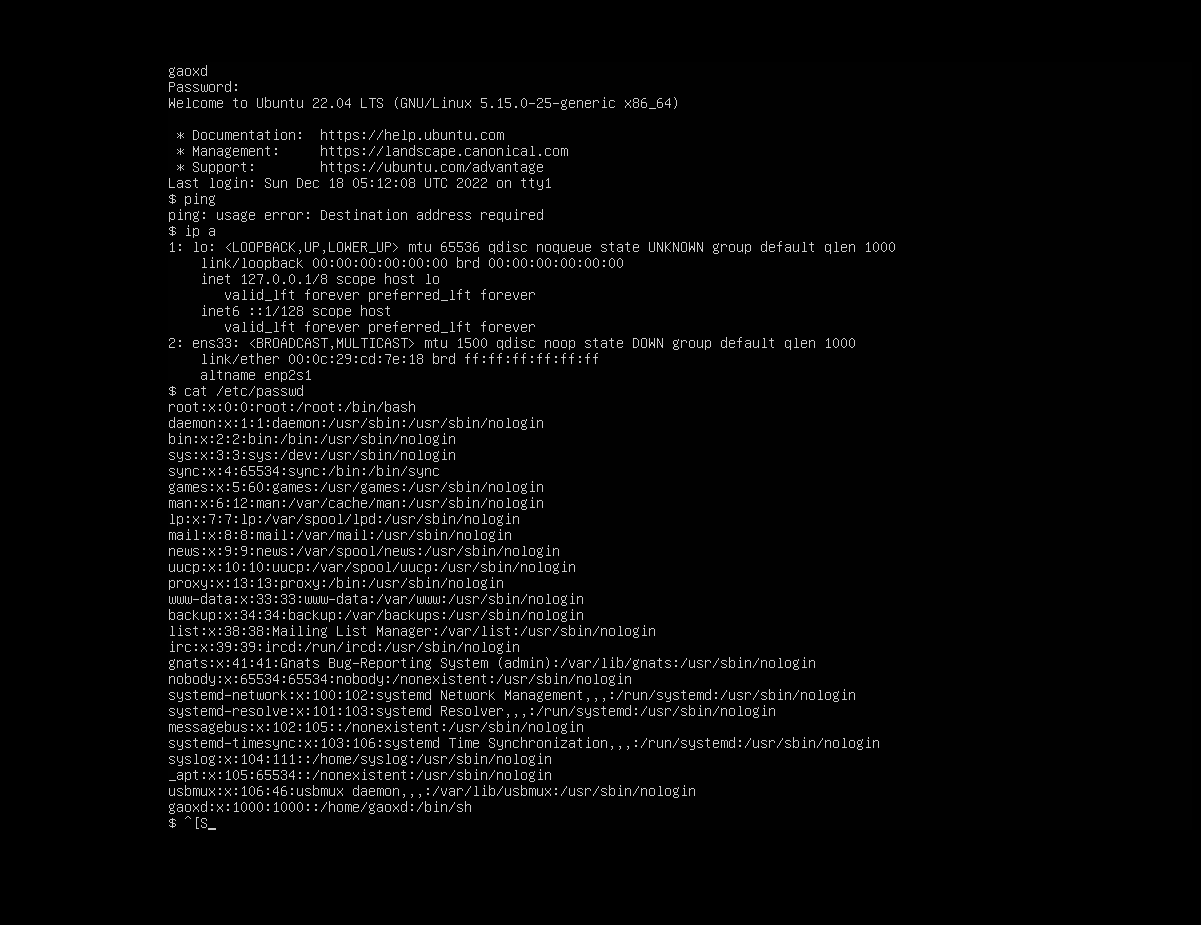 gaoxd
Password:
Welcome to Ubuntu 22.04 LTS (GNU/Linux 5.15.0-25-generic x86_64)
 * Documentation:  https://help.ubuntu.com
 * Management:     https://landscape.canonical.com
 * Support:        https://ubuntu.com/advantage
Last login: Sun Dec 18 05:12:08 UTC 2022 on tty1
$ ping
ping: usage error: Destination address required
$ ip a
1: lo: <LOOPBACK,UP,LOWER_UP> mtu 65536 qdisc noqueue state UNKNOWN group default qlen 1000
    link/loopback 00:00:00:00:00:00 brd 00:00:00:00:00:00
    inet 127.0.0.1/8 scope host lo
       valid_lft forever preferred_lft forever
    inet6 ::1/128 scope host
       valid_lft forever preferred_lft forever
2: ens33: <BROADCAST,MULTICAST> mtu 1500 qdisc noop state DOWN group default qlen 1000
    link/ether 00:0c:29:cd:7e:18 brd ff:ff:ff:ff:ff:ff
    altname enp2s1
$ cat /etc/passwd
root:x:0:0:root:/root:/bin/bash
daemon:x:1:1:daemon:/usr/sbin:/usr/sbin/nologin
bin:x:2:2:bin:/bin:/usr/sbin/nologin
sys:x:3:3:sys:/dev:/usr/sbin/nologin
sync:x:4:65534:sync:/bin:/bin/sync
games:x:5:60:games:/usr/games:/usr/sbin/nologin
man:x:6:12:man:/var/cache/man:/usr/sbin/nologin
lp:x:7:7:lp:/var/spool/lpd:/usr/sbin/nologin
mail:x:8:8:mail:/var/mail:/usr/sbin/nologin
news:x:9:9:news:/var/spool/news:/usr/sbin/nologin
uucp:x:10:10:uucp:/var/spool/uucp:/usr/sbin/nologin
proxy:x:13:13:proxy:/bin:/usr/sbin/nologin
www-data:x:33:33:www-data:/var/www:/usr/sbin/nologin
backup:x:34:34:backup:/var/backups:/usr/sbin/nologin
list:x:38:38:Mailing List Manager:/var/list:/usr/sbin/nologin
irc:x:39:39:ircd:/run/ircd:/usr/sbin/nologin
gnats:x:41:41:Gnats Bug-Reporting System (admin):/var/lib/gnats:/usr/sbin/nologin
nobody:x:65534:65534:nobody:/nonexistent:/usr/sbin/nologin
systemd-network:x:100:102:systemd Network Management,,,:/run/systemd:/usr/sbin/nologin
systemd-resolve:x:101:103:systemd Resolver,,,:/run/systemd:/usr/sbin/nologin
messagebus:x:102:105::/nonexistent:/usr/sbin/nologin
systemd-timesync:x:103:106:systemd Time Synchronization,,,:/run/systemd:/usr/sbin/nologin
syslog:x:104:111::/home/syslog:/usr/sbin/nologin
_apt:x:105:65534::/nonexistent:/usr/sbin/nologin
usbmux:x:106:46:usbmux daemon,,,:/var/lib/usbmux:/usr/sbin/nologin
gaoxd:x:1000:1000::/home/gaoxd:/bin/sh
$ ^[S_